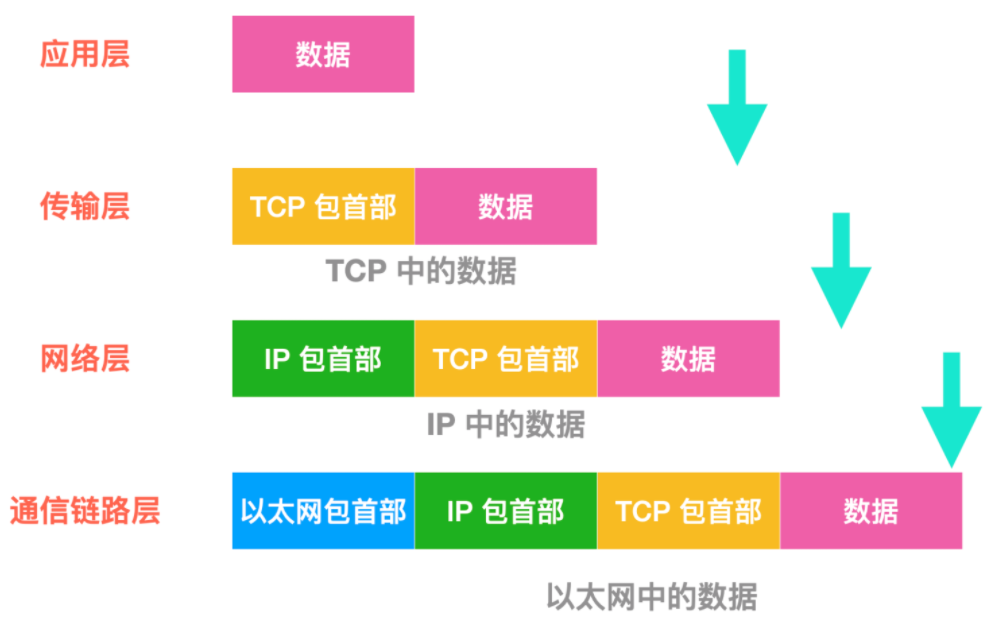 应用层 数据
传输层 TCP 包首部 数据
TCP 中的数据
网络层 IP 包首部 TCP 包首部 数据
IP 中的数据
通信链路层 以太网包首部 IP 包首部 TCP 包首部 数据
以太网中的数据